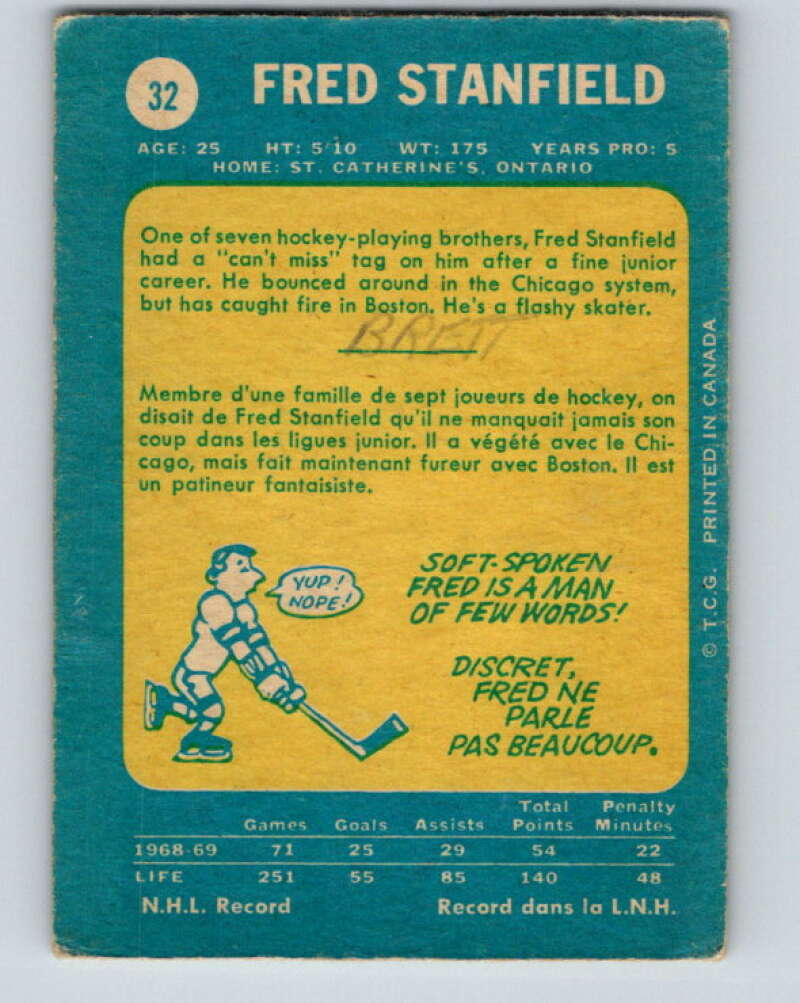 32
FRED STANFIELD
AGE: 25 HT: 5'10 WT: 175 YEARS PRO: 5
HOME: ST. CATHERINE'S, ONTARIO
One of seven hockey-playing brothers, Fred Stanfield
had a "can't miss" tag on him after a fine junior
career. He bounced around in the Chicago system,
but has caught fire in Boston. He's a flashy skater.
BRETT
Membre d'une famille de sept joueurs de hockey, on
disait de Fred Stanfield qu'il ne manquait jamais son
coup dans les ligues junior. Il a végété avec le Chi-
cago, mais fait maintenant fureur avec Boston. Il est
un patineur fantaisiste.
YUP!
NOPE!
SOFT-SPOKEN
FRED IS A MAN
OF FEW WORDS!
DISCRET,
FRED NE
PARLE
PAS BEAUCOUP.
© T.C.G. PRINTED IN CANADA
Games Goals Assists Total Points Penalty Minutes
1968-69 71 25 29 54 22
LIFE 251 55 85 140 48
N.H.L. Record Record dans la L.N.H.